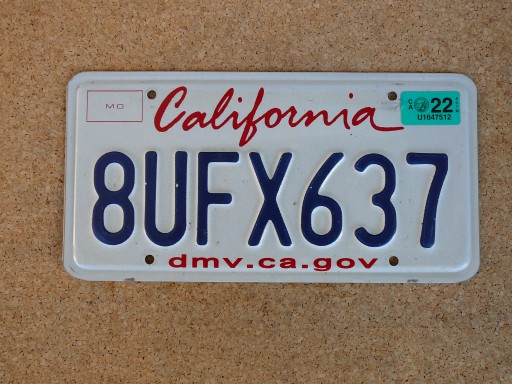 MO
California
CA 22
U1647512
8UFX637
dmv.ca.gov